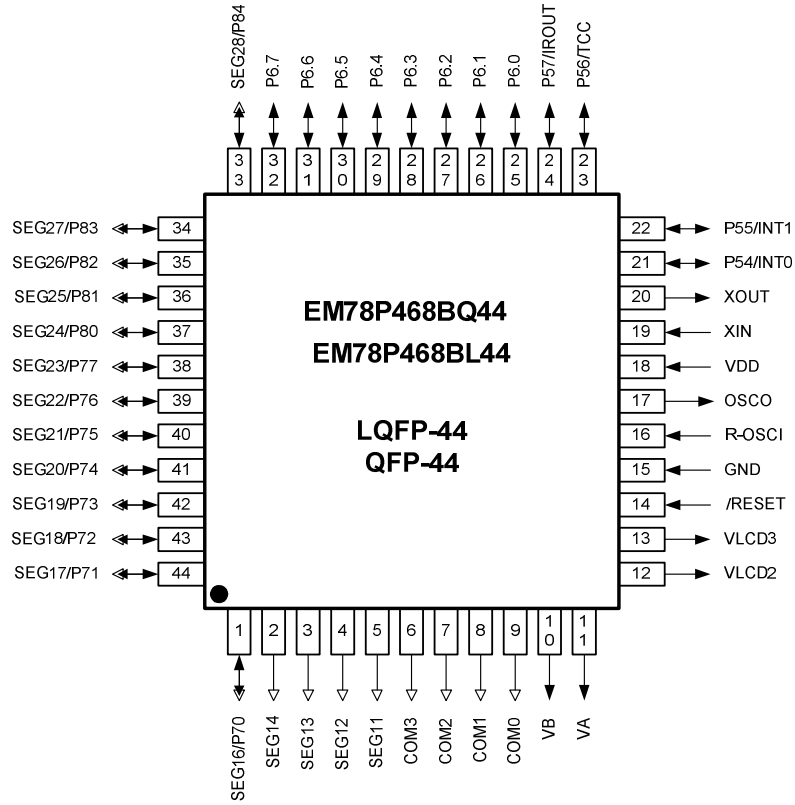 SEG28/P84
P6.7
P6.6
P6.5
P6.4
P6.3
P6.2
P6.1
P6.0
P57/IROUT
P56/TCC
33
32
31
30
29
28
27
26
25
24
23
SEG27/P83 34
SEG26/P82 35
SEG25/P81 36
SEG24/P80 37
SEG23/P77 38
SEG22/P76 39
SEG21/P75 40
SEG20/P74 41
SEG19/P73 42
SEG18/P72 43
SEG17/P71 44
EM78P468BQ44
EM78P468BL44
LQFP-44
QFP-44
22 P55/INT1
21 P54/INT0
20 XOUT
19 XIN
18 VDD
17 OSCO
16 R-OSCI
15 GND
14 /RESET
13 VLCD3
12 VLCD2
1
2
3
4
5
6
7
8
9
10
11
SEG16/P70
SEG14
SEG13
SEG12
SEG11
COM3
COM2
COM1
COM0
VB
VA